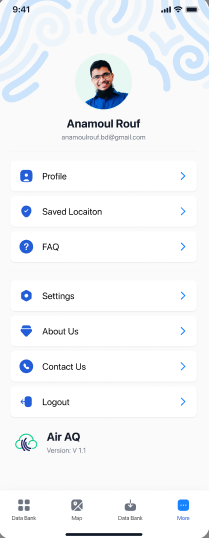 9:41
Anamoul Rouf
anamoulrouf.bd@gmail.com
Profile
Saved Locaiton
FAQ
Settings
About Us
Contact Us
Logout
Air AQ
Version: V 1.1
Data Bank
Map
Data Bank
More